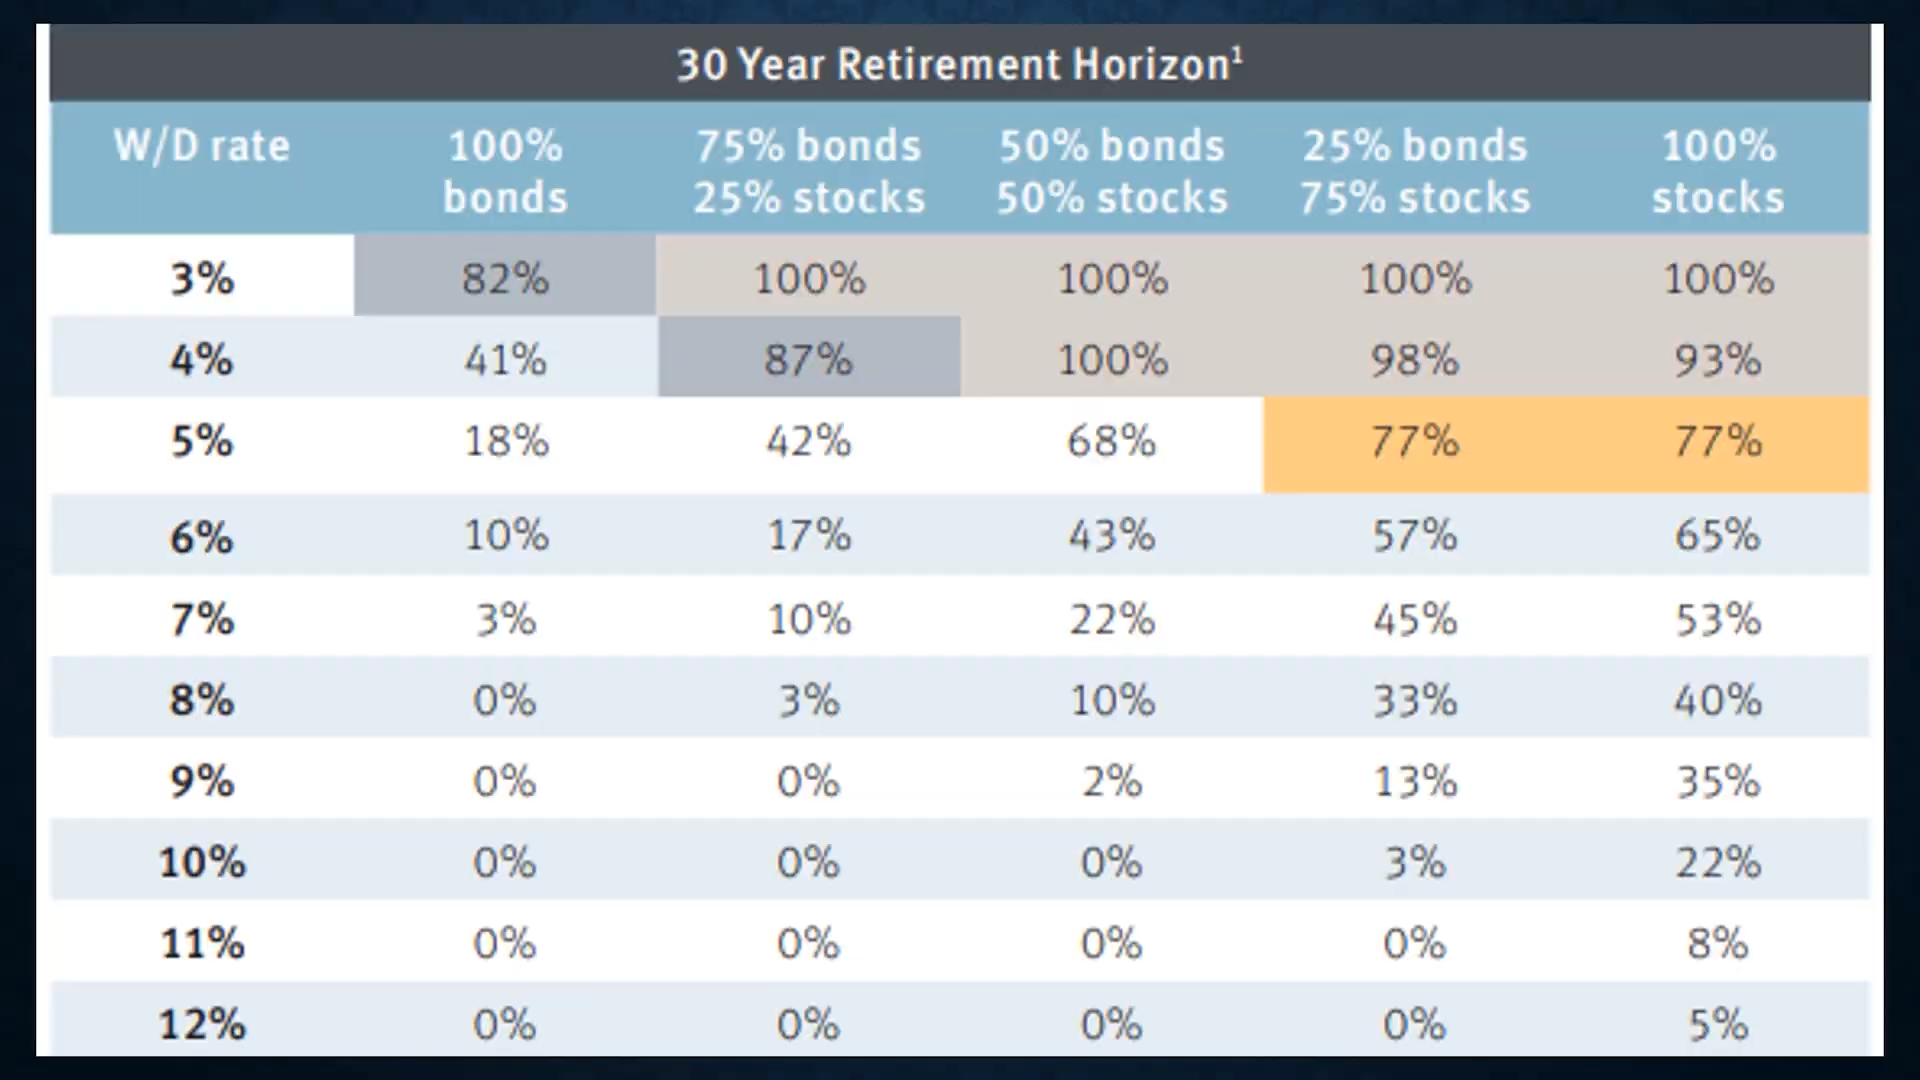 30 Year Retirement Horizon¹
W/D rate 100% 75% bonds 50% bonds 25% bonds 100%
bonds 25% stocks 50% stocks 75% stocks stocks
3% 82% 100% 100% 100% 100%
4% 41% 87% 100% 98% 93%
5% 18% 42% 68% 77% 77%
6% 10% 17% 43% 57% 65%
7% 3% 10% 22% 45% 53%
8% 0% 3% 10% 33% 40%
9% 0% 0% 2% 13% 35%
10% 0% 0% 0% 3% 22%
11% 0% 0% 0% 0% 8%
12% 0% 0% 0% 0% 5%